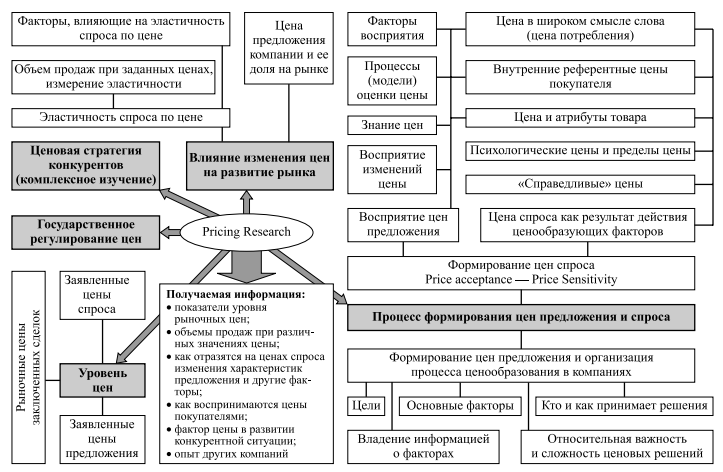 Факторы, влияющие на эластичность
спроса по цене
Объем продаж при заданных ценах,
измерение эластичности
Эластичность спроса по цене
Цена
предложения
компании и ее
доля на рынке
Ценовая стратегия
конкурентов
(комплексное изучение)
Влияние изменения цен
на развитие рынка
Государственное
регулирование цен
Pricing Research
Рыночные цены
заключенных сделок
Заявленные
цены
спроса
Уровень
цен
Заявленные
цены
предложения
Получаемая информация:
• показатели уровня
рыночных цен;
• объемы продаж при различ-
ных значениях цены;
• как отразятся на ценах спроса
изменения характеристик
предложения и другие фак-
торы;
• как воспринимаются цены
покупателями;
• фактор цены в развитии
конкурентной ситуации;
• опыт других компаний
Факторы
восприятия
Процессы
(модели)
оценки цены
Знание цен
Восприятие
изменений
цены
Восприятие цен
предложения
Цена в широком смысле слова
(цена потребления)
Внутренние референтные цены
покупателя
Цена и атрибуты товара
Психологические цены и пределы цены
«Справедливые» цены
Цена спроса как результат действия
ценообразующих факторов
Формирование цен спроса
Price acceptance — Price Sensitivity
Процесс формирования цен предложения и спроса
Формирование цен предложения и организация
процесса ценообразования в компаниях
Цели
Основные факторы
Кто и как принимает решения
Владение информацией
о факторах
Относительная важность
и сложность ценовых решений